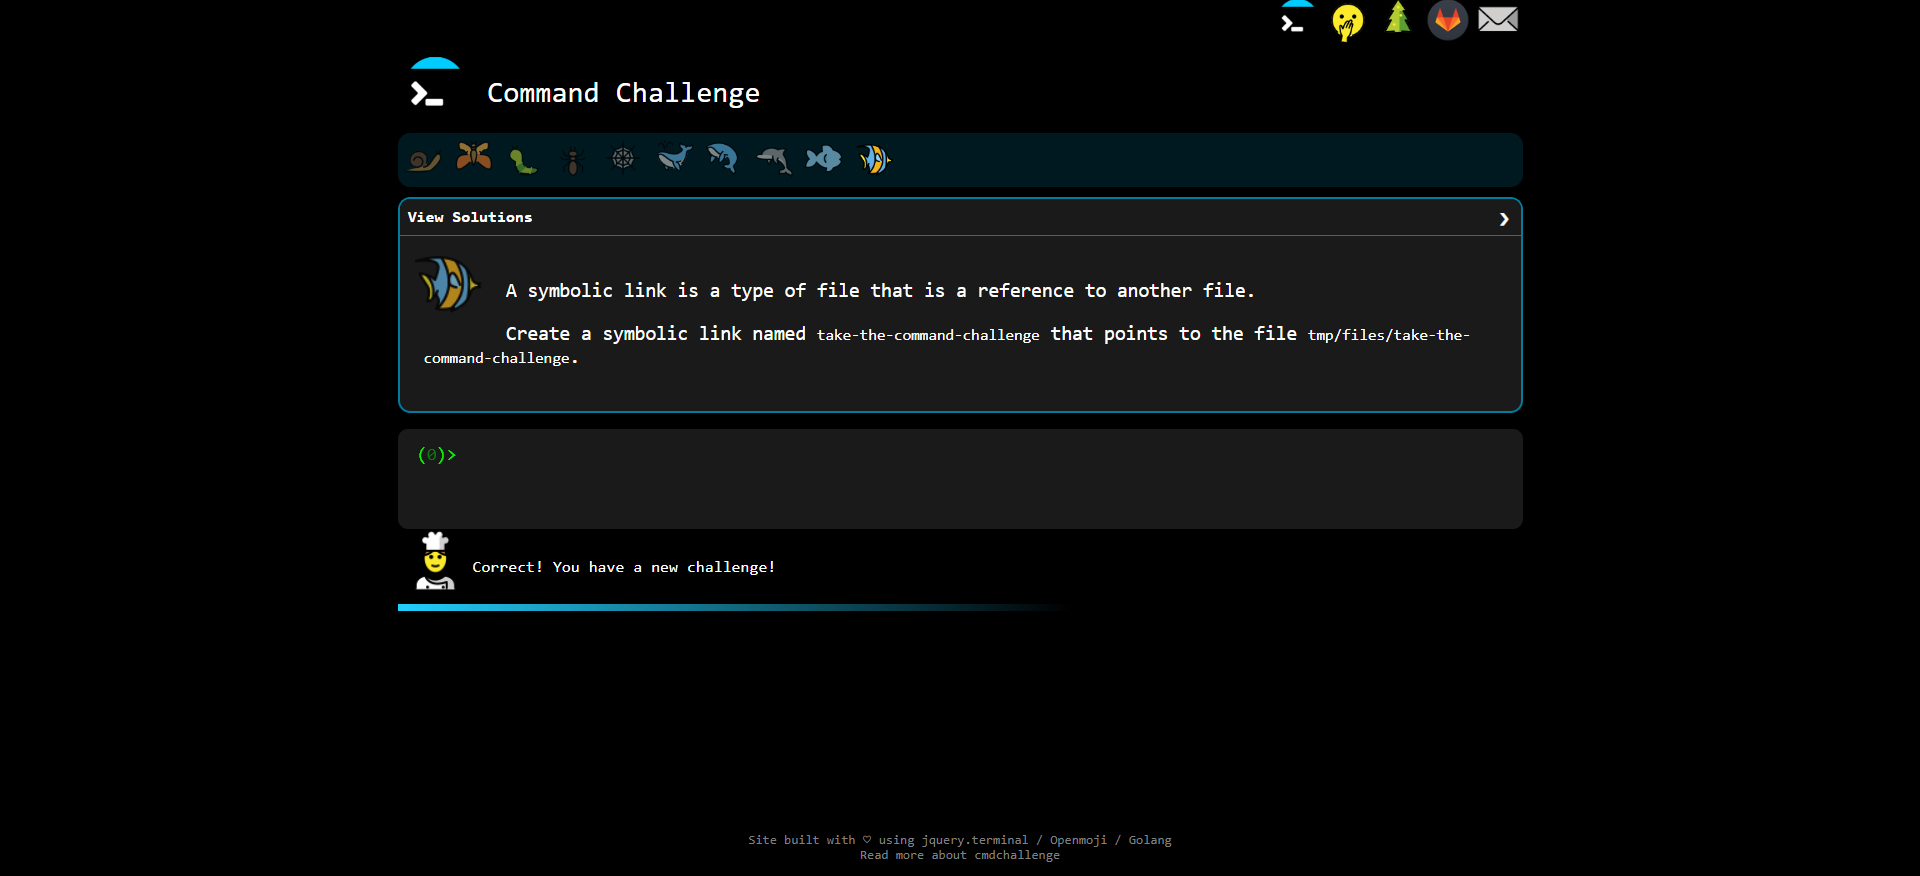 Command Challenge
View Solutions
A symbolic link is a type of file that is a reference to another file.
Create a symbolic link named take-the-command-challenge that points to the file tmp/files/take-the-
command-challenge.
(0)>
Correct! You have a new challenge!
Site built with ♡ using jquery.terminal / Openmoji / Golang
Read more about cmdchallenge